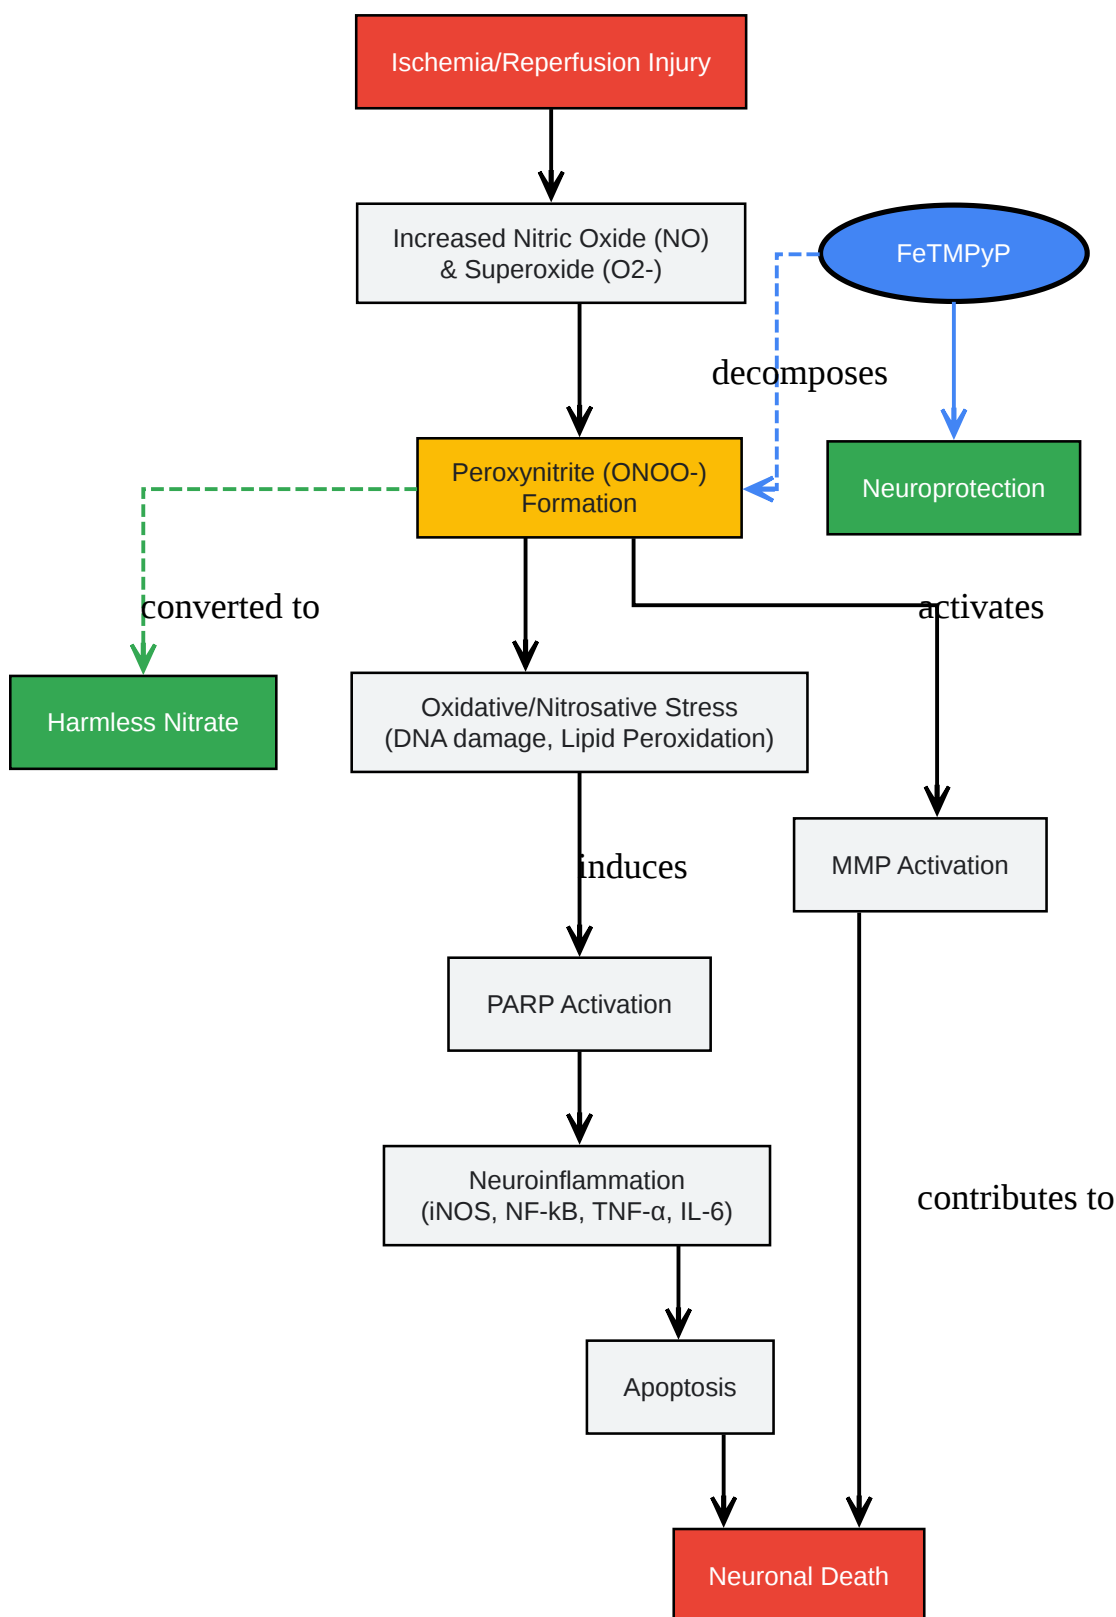 Ischemia/Reperfusion Injury
Increased Nitric Oxide (NO)
& Superoxide (O2-)
FeTMPyP
decomposes
Peroxynitrite (ONOO-)
Formation
Neuroprotection
converted to
activates
Harmless Nitrate
Oxidative/Nitrosative Stress
(DNA damage, Lipid Peroxidation)
induces
MMP Activation
PARP Activation
Neuroinflammation
(iNOS, NF-kB, TNF-α, IL-6)
contributes to
Apoptosis
Neuronal Death